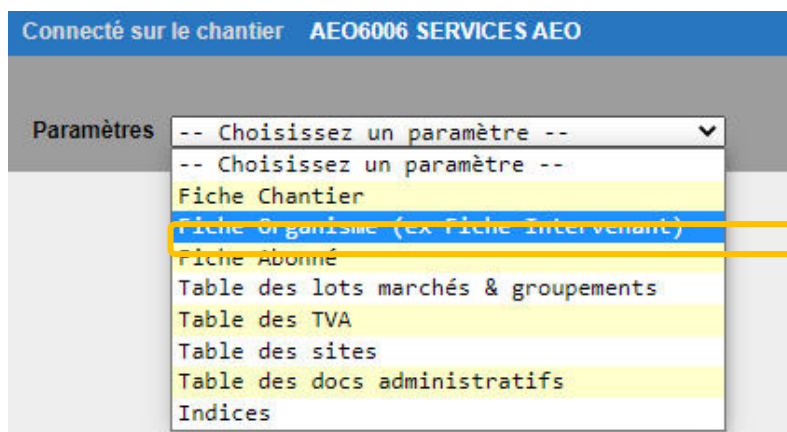 Connecté sur le chantier AEO6006 SERVICES AEO
Paramètres -- Choisissez un paramètre --
-- Choisissez un paramètre --
Fiche Chantier
Fiche Organisme (ex Fiche Intervenant)
Fiche Abonné
Table des lots marchés & groupements
Table des TVA
Table des sites
Table des docs administratifs
Indices